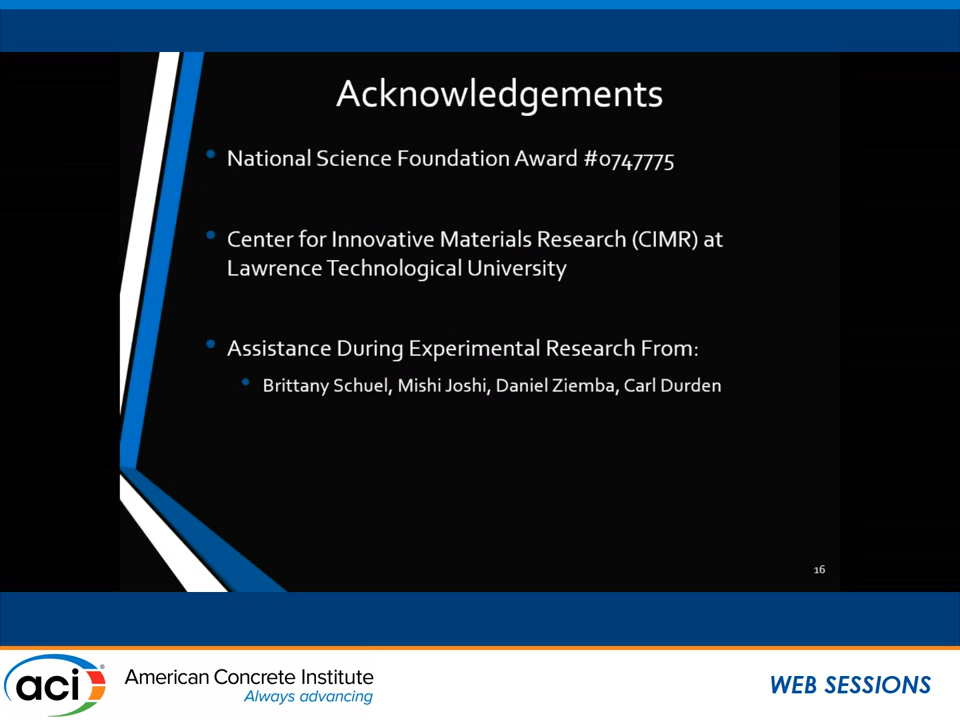 Acknowledgements
• National Science Foundation Award #0747775
• Center for Innovative Materials Research (CIMR) at
Lawrence Technological University
• Assistance During Experimental Research From:
• Brittany Schuel, Mishi Joshi, Daniel Ziemba, Carl Durden
16
aci®
American Concrete Institute
Always advancing
WEB SESSIONS